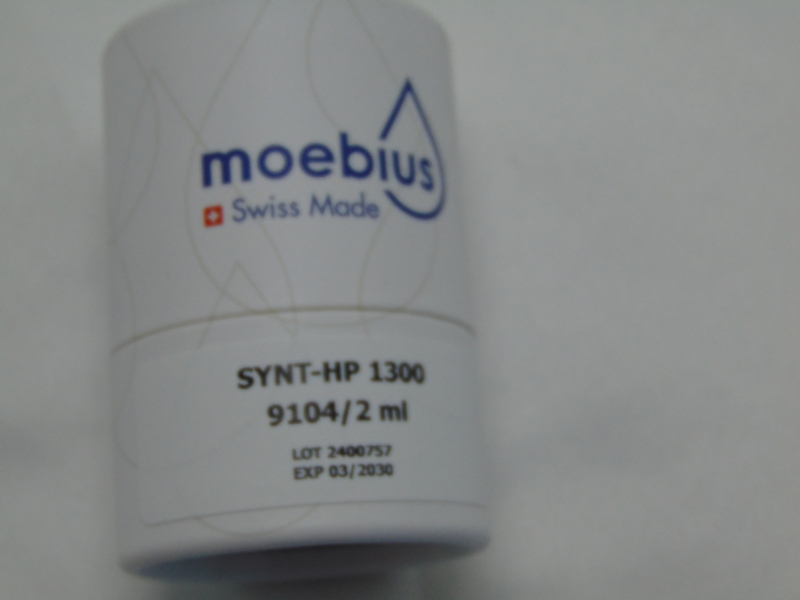 moebius
Swiss Made
SYNT-HP 1300
9104/2 ml
LOT 2400757
EXP 03/2030